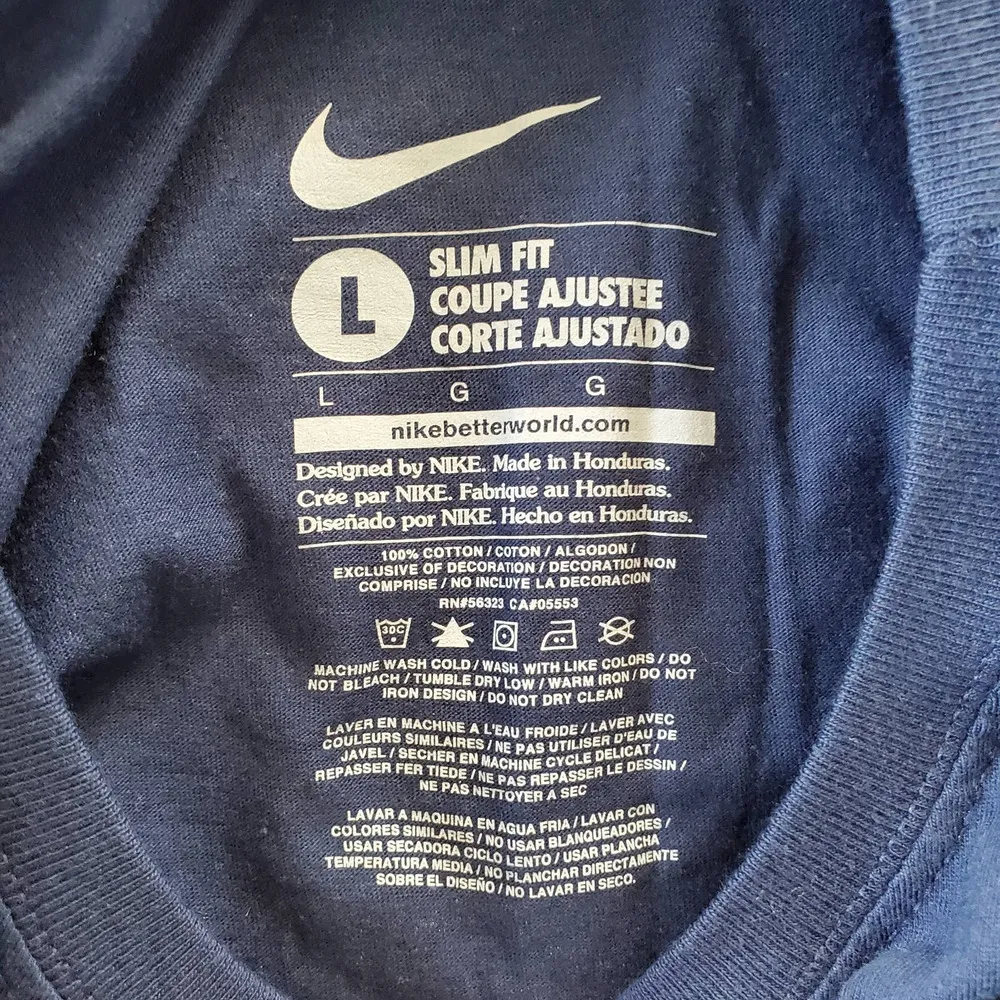 L
SLIM FIT
COUPE AJUSTEE
CORTE AJUSTADO
L G G
nikebetterworld.com
Designed by NIKE. Made in Honduras.
Crée par NIKE. Fabrique au Honduras.
Diseñado por NIKE. Hecho en Honduras.
100% COTTON / COTON / ALGODON /
EXCLUSIVE OF DECORATION / DECORATION NON
COMPRISE / NO INCLUYE LA DECORACION
RN#56323 CA#05553
30C
MACHINE WASH COLD / WASH WITH LIKE COLORS / DO
NOT BLEACH / TUMBLE DRY LOW / WARM IRON / DO NOT
IRON DESIGN / DO NOT DRY CLEAN
LAVER EN MACHINE A L'EAU FROIDE / LAVER AVEC
COULEURS SIMILAIRES / NE PAS UTILISER D'EAU DE
JAVEL / SECHER EN MACHINE CYCLE DELICAT /
REPASSER FER TIEDE / NE PAS REPASSER LE DESSIN /
NE PAS NETTOYER A SEC
LAVAR A MAQUINA EN AGUA FRIA / LAVAR CON
COLORES SIMILARES / NO USAR BLANQUEADORES /
USAR SECADORA CICLO LENTO / USAR PLANCHA
TEMPERATURA MEDIA / NO PLANCHAR DIRECTAMENTE
SOBRE EL DISEÑO / NO LAVAR EN SECO.